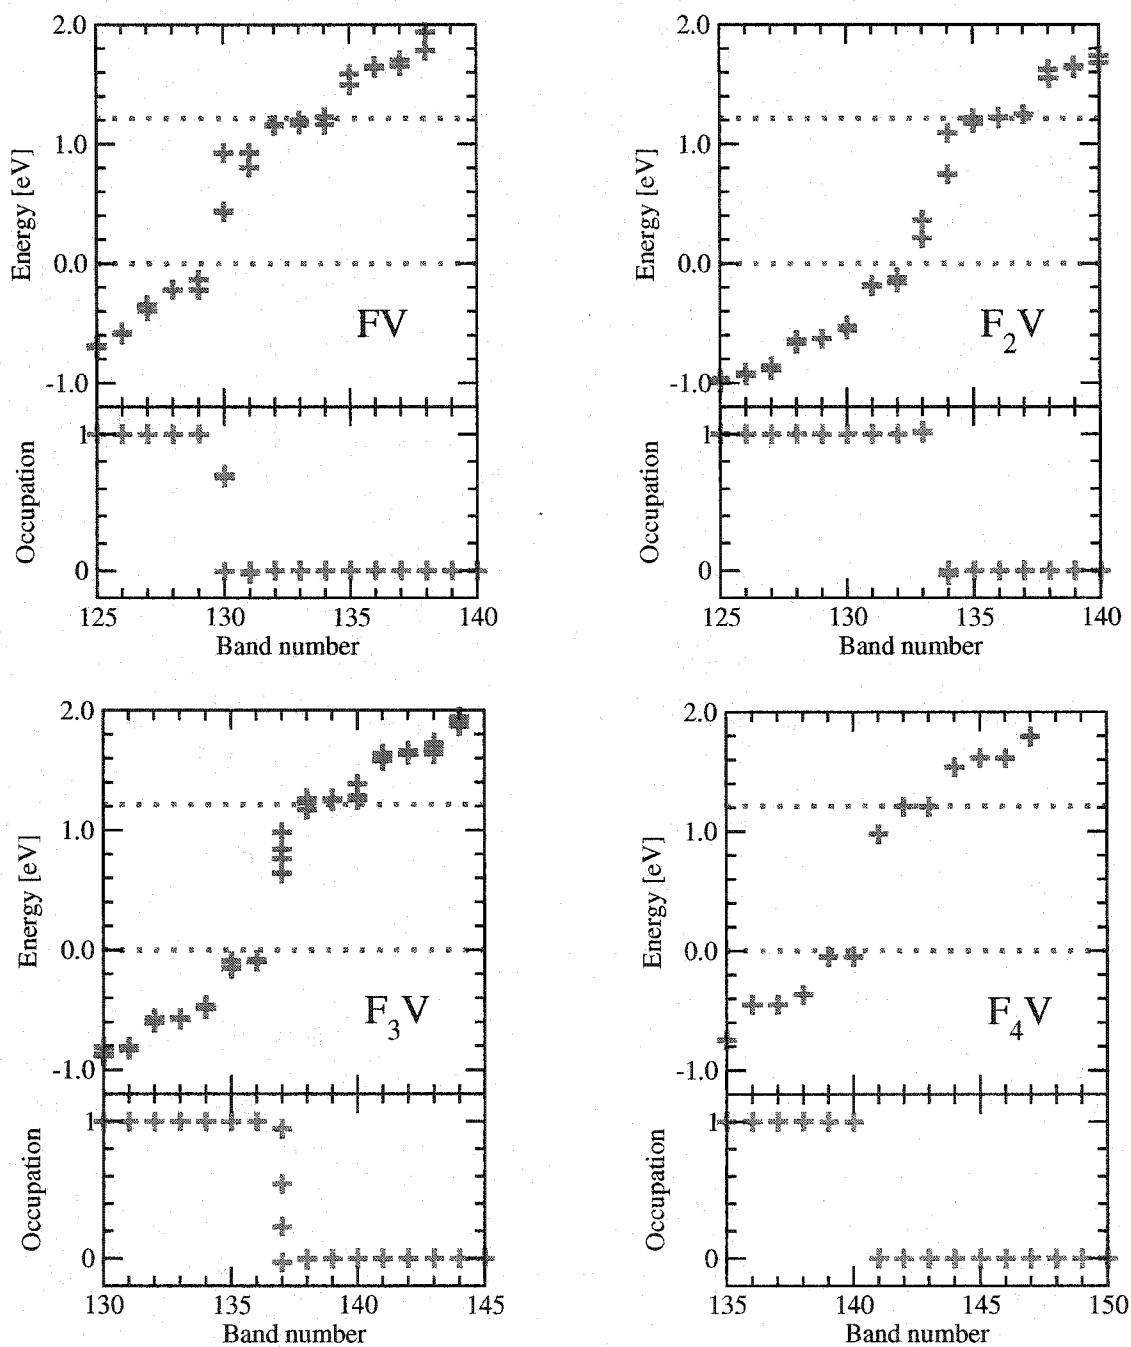 2.0
1.0
0.0
-1.0
Energy [eV]
FV
1
0
Occupation
125 130 135 140
Band number
2.0
1.0
0.0
-1.0
Energy [eV]
F2V
1
0
Occupation
125 130 135 140
Band number
2.0
1.0
0.0
-1.0
Energy [eV]
F3V
1
0
Occupation
130 135 140 145
Band number
2.0
1.0
0.0
-1.0
Energy [eV]
F4V
1
0
Occupation
135 140 145 150
Band number